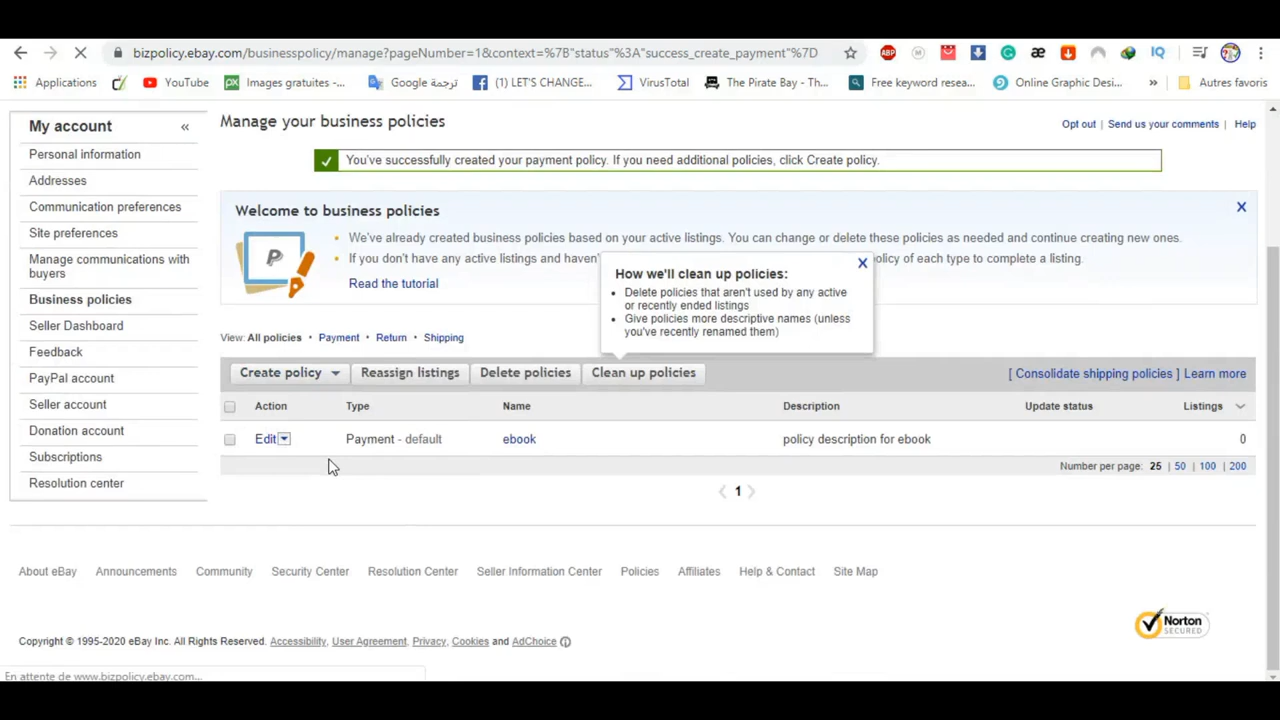 bizpolicy.ebay.com/businesspolicy/manage?pageNumber=1&context=%7B"status"%3A"success_create_payment"%7D
Applications YouTube Images gratuites -... Google ترجمة (1) LET'S CHANGE... VirusTotal The Pirate Bay - Th... Free keyword resea... Online Graphic Desi... » Autres favoris
My account «
Personal information
Addresses
Communication preferences
Site preferences
Manage communications with
buyers
Business policies
Seller Dashboard
Feedback
PayPal account
Seller account
Donation account
Subscriptions
Resolution center
Manage your business policies
Opt out | Send us your comments | Help
You've successfully created your payment policy. If you need additional policies, click Create policy.
Welcome to business policies
We've already created business policies based on your active listings. You can change or delete these policies as needed and continue creating new ones.
If you don't have any active listings and haven' olicy of each type to complete a listing.
Read the tutorial
How we'll clean up policies:
Delete policies that aren't used by any active
or recently ended listings
Give policies more descriptive names (unless
you've recently renamed them)
View: All policies • Payment • Return • Shipping
Create policy Reassign listings Delete policies Clean up policies [ Consolidate shipping policies ] Learn more
Action Type Name Description Update status Listings
Edit Payment - default ebook policy description for ebook 0
Number per page: 25 | 50 | 100 | 200
1
About eBay Announcements Community Security Center Resolution Center Seller Information Center Policies Affiliates Help & Contact Site Map
Norton
SECURED
Copyright © 1995-2020 eBay Inc. All Rights Reserved. Accessibility, User Agreement, Privacy, Cookies and AdChoice
En attente de www.bizpolicy.ebay.com...